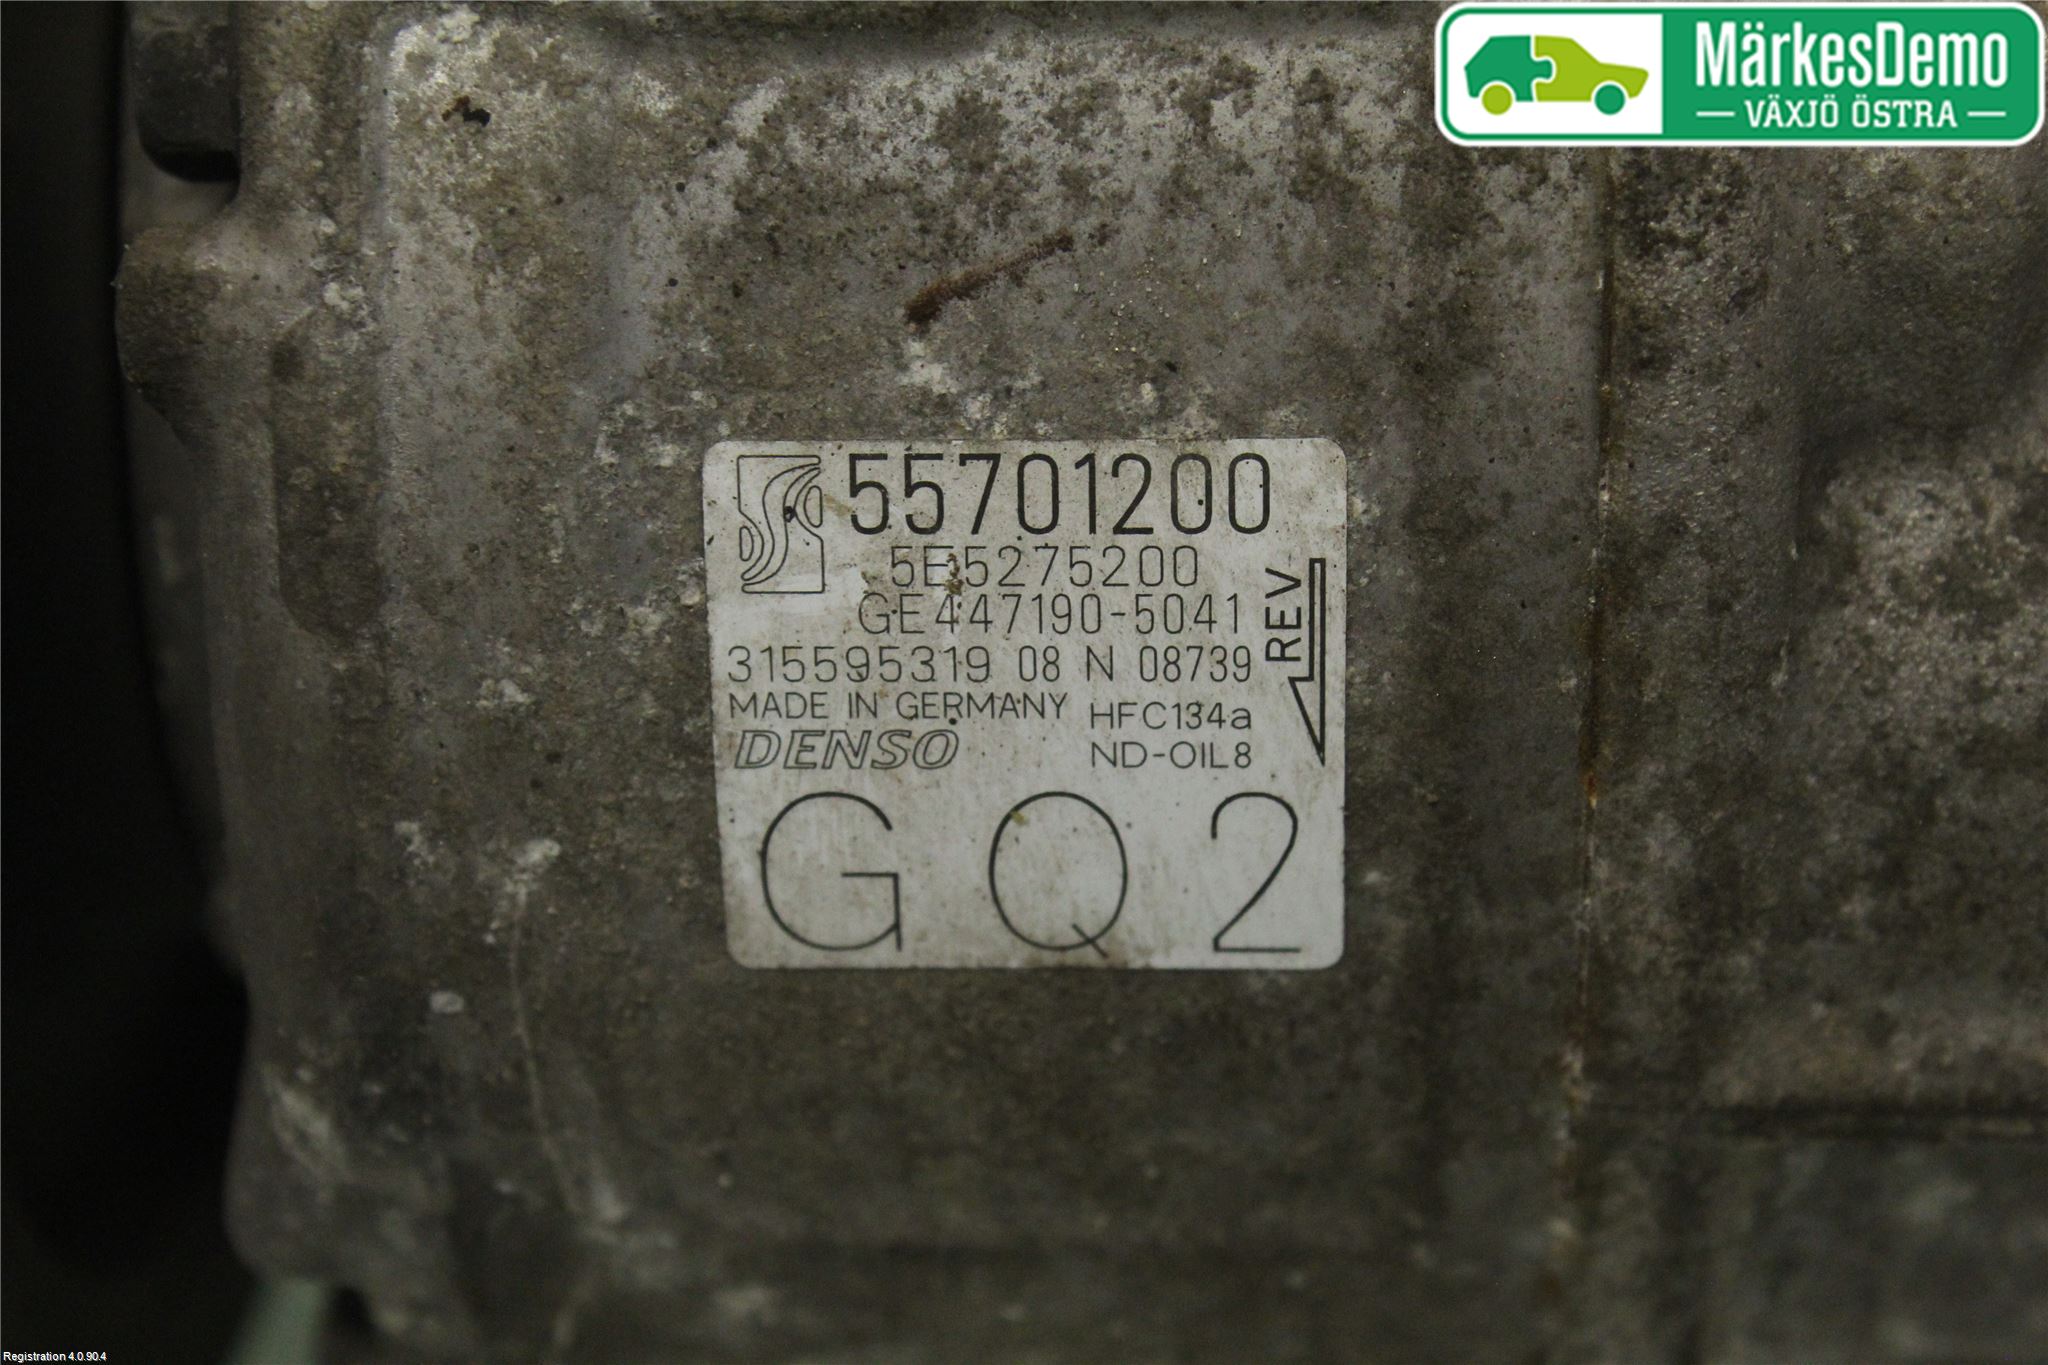 MärkesDemo
VÄXJÖ ÖSTRA
55701200
5E5275200
GE447190-5041
315595319 08 N 08739
REV
MADE IN GERMANY
HFC134a
DENSO
ND-OIL8
GQ2
Registration 4.0.90.4